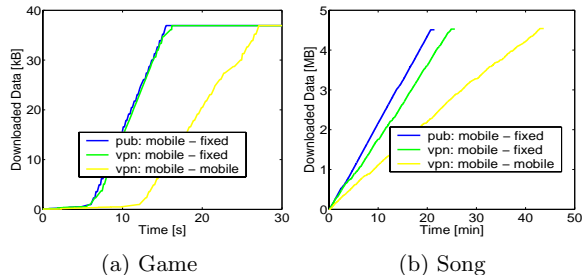 40
30
20
10
0
0
10
20
30
Downloaded Data [kB]
Time [s]
pub: mobile – fixed
vpn: mobile – fixed
vpn: mobile – mobile
(a) Game
5
4
3
2
1
0
0
10
20
30
40
50
Downloaded Data [MB]
Time [min]
pub: mobile – fixed
vpn: mobile – fixed
vpn: mobile – mobile
(b) Song